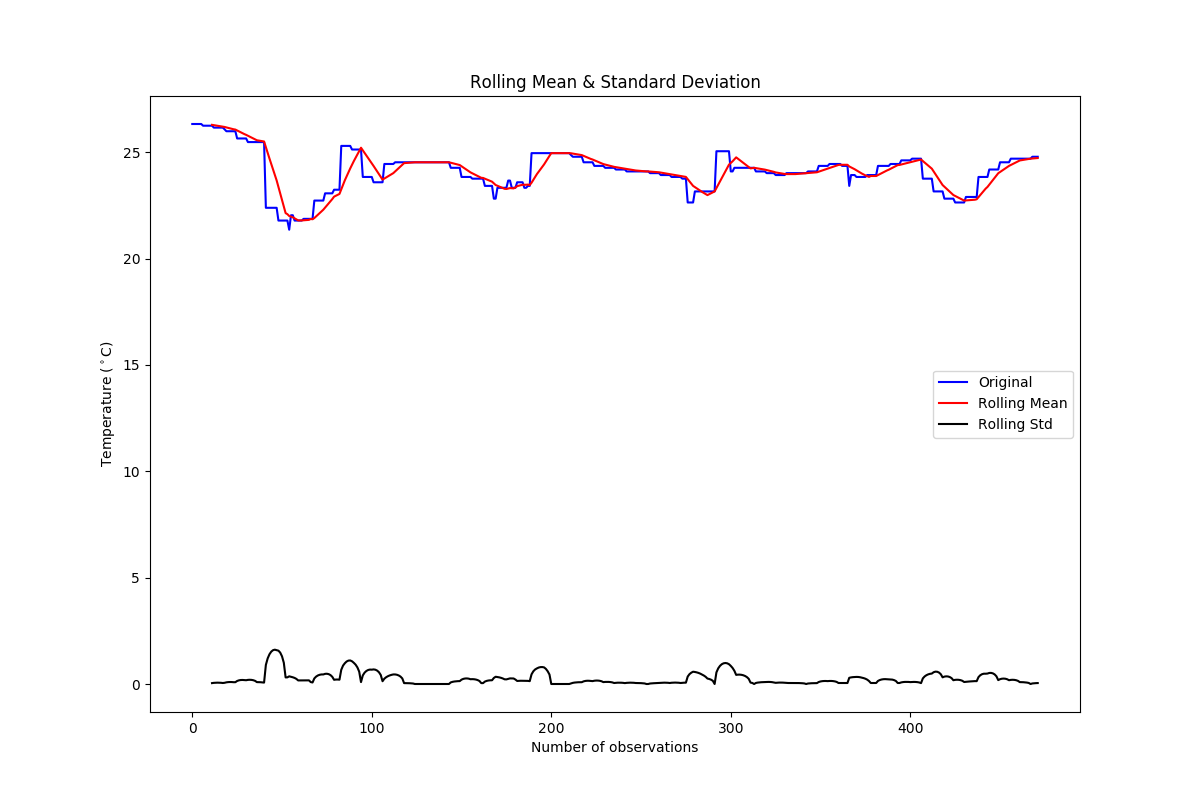 Rolling Mean & Standard Deviation
25
20
15
10
5
0
Temperature (°C)
Original
Rolling Mean
Rolling Std
0 100 200 300 400
Number of observations